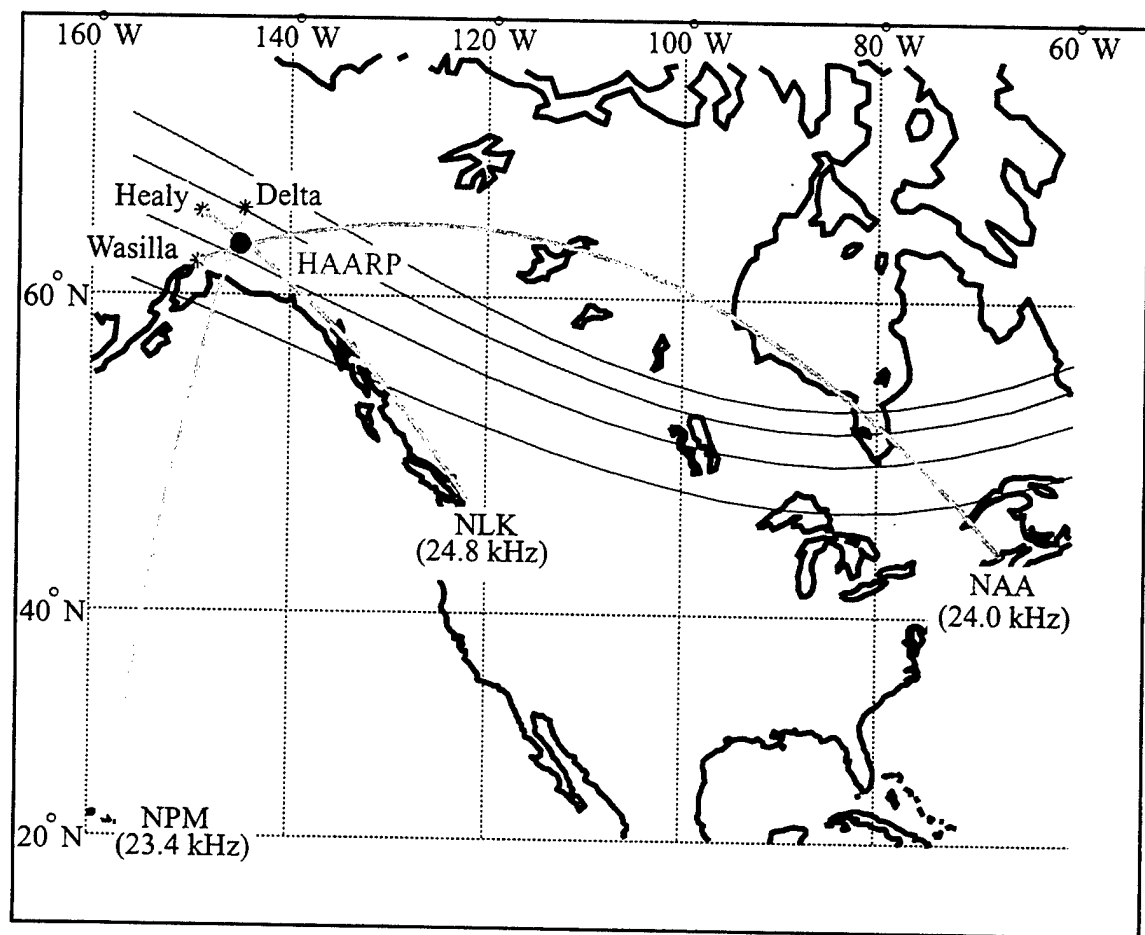 160° W 140° W 120° W 100° W 80° W 60° W
Healy Delta
Wasilla HAARP
60° N
NLK
(24.8 kHz)
NAA
(24.0 kHz)
40° N
NPM
(23.4 kHz)
20° N